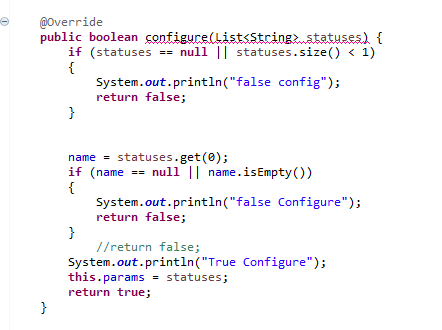 @Override
public boolean configure(List<String> statuses) {
if (statuses == null || statuses.size() < 1)
{
System.out.println("false config");
return false;
}
name = statuses.get(0);
if (name == null || name.isEmpty())
{
System.out.println("false Configure");
return false;
}
//return false;
System.out.println("True Configure");
this.params = statuses;
return true;
}